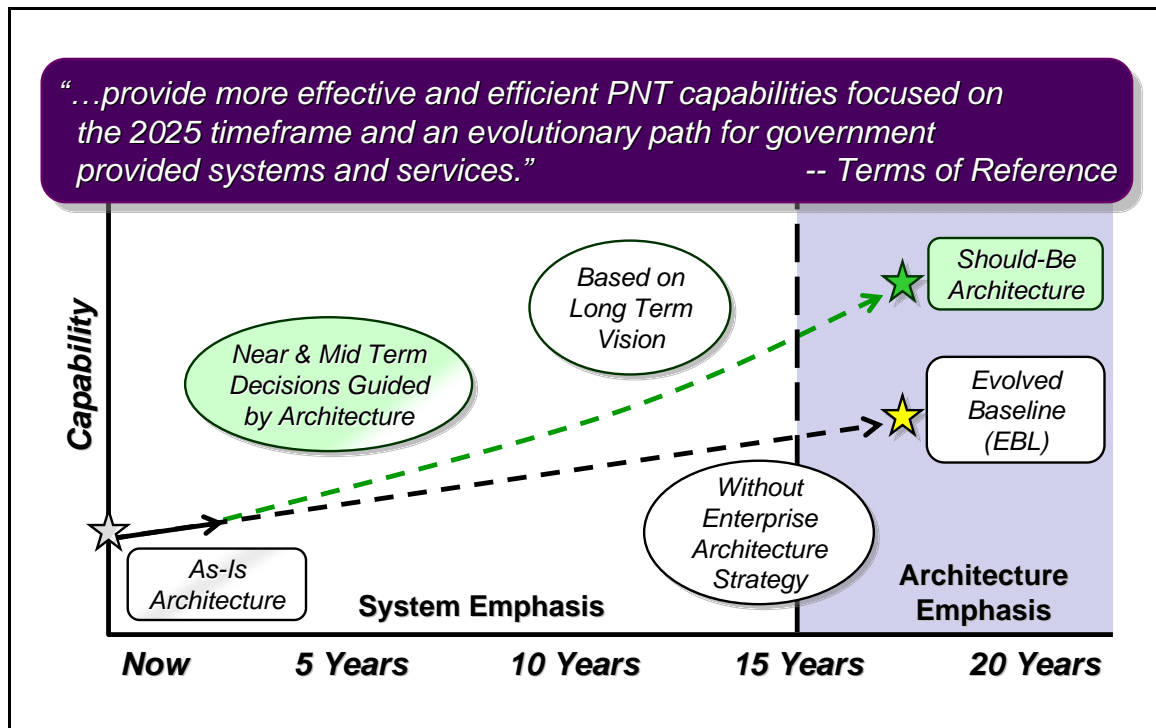 “…provide more effective and efficient PNT capabilities focused on
the 2025 timeframe and an evolutionary path for government
provided systems and services.” -- Terms of Reference
Capability
Based on
Long Term
Vision
Should-Be
Architecture
Near & Mid Term
Decisions Guided
by Architecture
Evolved
Baseline
(EBL)
Without
Enterprise
Architecture
Strategy
As-Is
Architecture
System Emphasis
Architecture
Emphasis
Now 5 Years 10 Years 15 Years 20 Years